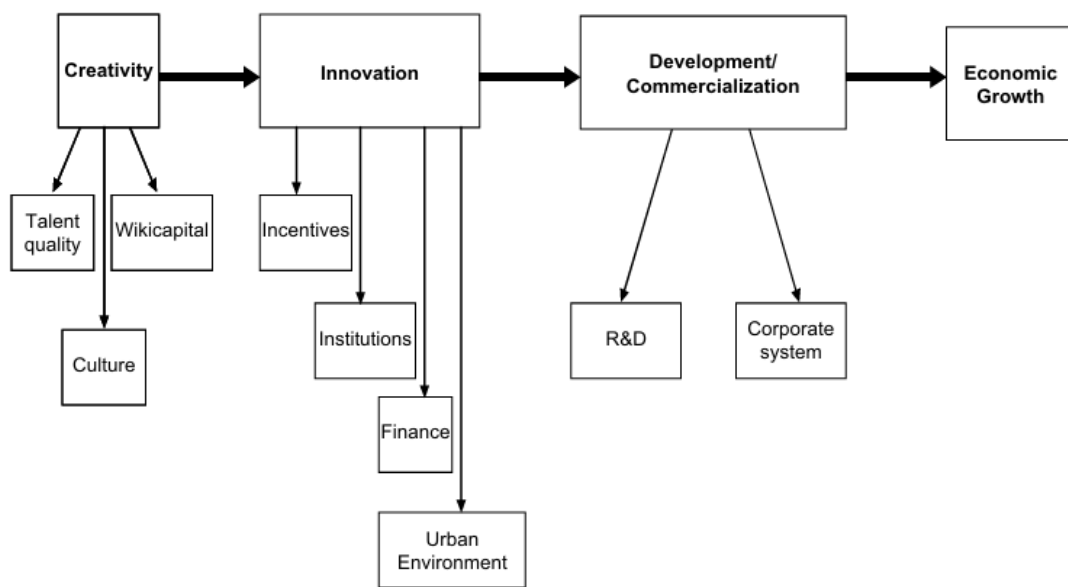 Creativity
Innovation
Development/
Commercialization
Economic
Growth
Talent
quality
Wikicapital
Incentives
Culture
Institutions
R&D
Corporate
system
Finance
Urban
Environment